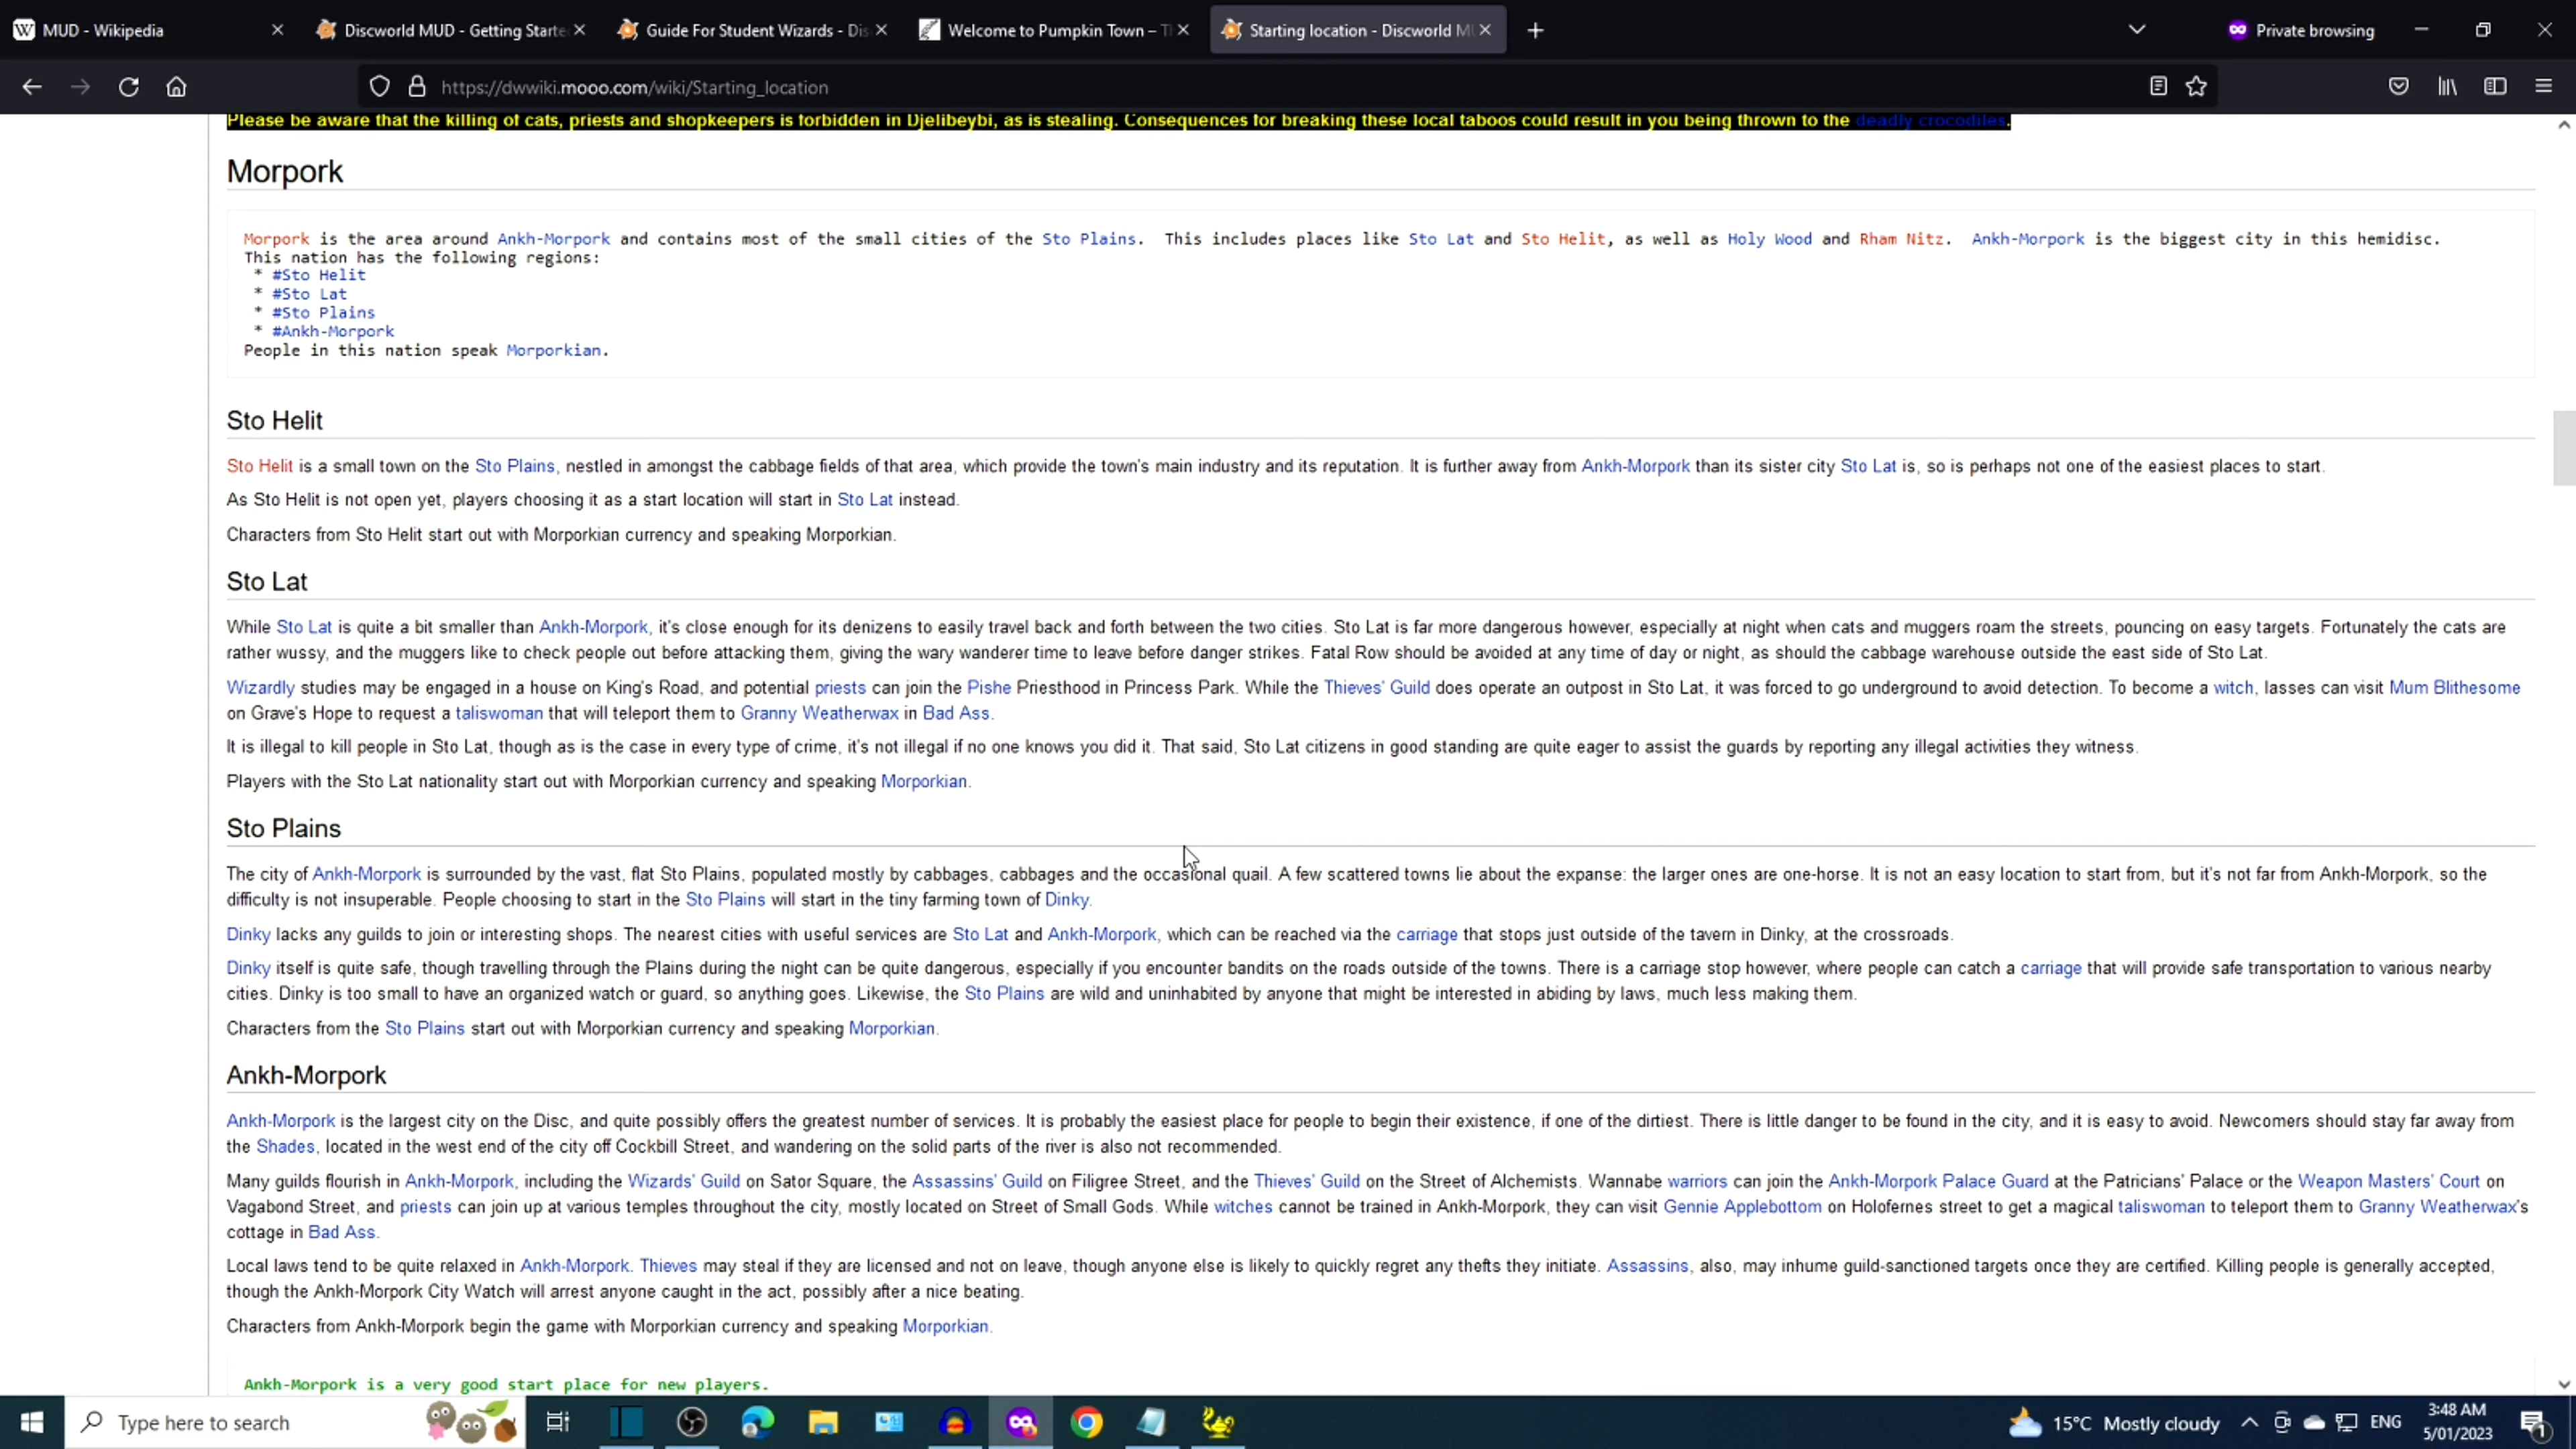 MUD - Wikipedia
Discworld MUD - Getting Starte
Guide For Student Wizards - Dis
Welcome to Pumpkin Town – T
Starting location - Discworld M
Private browsing
https://dwwiki.mooo.com/wiki/Starting_location
Please be aware that the killing of cats, priests and shopkeepers is forbidden in Djelibeybi, as is stealing. Consequences for breaking these local taboos could result in you being thrown to the deadly crocodiles.
Morpork
Morpork is the area around Ankh-Morpork and contains most of the small cities of the Sto Plains. This includes places like Sto Lat and Sto Helit, as well as Holy Wood and Rham Nitz. Ankh-Morpork is the biggest city in this hemidisc.
This nation has the following regions:
* #Sto Helit
* #Sto Lat
* #Sto Plains
* #Ankh-Morpork
People in this nation speak Morporkian.
Sto Helit
Sto Helit is a small town on the Sto Plains, nestled in amongst the cabbage fields of that area, which provide the town's main industry and its reputation. It is further away from Ankh-Morpork than its sister city Sto Lat is, so is perhaps not one of the easiest places to start.
As Sto Helit is not open yet, players choosing it as a start location will start in Sto Lat instead.
Characters from Sto Helit start out with Morporkian currency and speaking Morporkian.
Sto Lat
While Sto Lat is quite a bit smaller than Ankh-Morpork, it's close enough for its denizens to easily travel back and forth between the two cities. Sto Lat is far more dangerous however, especially at night when cats and muggers roam the streets, pouncing on easy targets. Fortunately the cats are
rather wussy, and the muggers like to check people out before attacking them, giving the wary wanderer time to leave before danger strikes. Fatal Row should be avoided at any time of day or night, as should the cabbage warehouse outside the east side of Sto Lat.
Wizardly studies may be engaged in a house on King's Road, and potential priests can join the Pishe Priesthood in Princess Park. While the Thieves' Guild does operate an outpost in Sto Lat, it was forced to go underground to avoid detection. To become a witch, lasses can visit Mum Blithesome
on Grave's Hope to request a taliswoman that will teleport them to Granny Weatherwax in Bad Ass.
It is illegal to kill people in Sto Lat, though as is the case in every type of crime, it's not illegal if no one knows you did it. That said, Sto Lat citizens in good standing are quite eager to assist the guards by reporting any illegal activities they witness.
Players with the Sto Lat nationality start out with Morporkian currency and speaking Morporkian.
Sto Plains
The city of Ankh-Morpork is surrounded by the vast, flat Sto Plains, populated mostly by cabbages, cabbages and the occasional quail. A few scattered towns lie about the expanse: the larger ones are one-horse. It is not an easy location to start from, but it's not far from Ankh-Morpork, so the
difficulty is not insuperable. People choosing to start in the Sto Plains will start in the tiny farming town of Dinky.
Dinky lacks any guilds to join or interesting shops. The nearest cities with useful services are Sto Lat and Ankh-Morpork, which can be reached via the carriage that stops just outside of the tavern in Dinky, at the crossroads.
Dinky itself is quite safe, though travelling through the Plains during the night can be quite dangerous, especially if you encounter bandits on the roads outside of the towns. There is a carriage stop however, where people can catch a carriage that will provide safe transportation to various nearby
cities. Dinky is too small to have an organized watch or guard, so anything goes. Likewise, the Sto Plains are wild and uninhabited by anyone that might be interested in abiding by laws, much less making them.
Characters from the Sto Plains start out with Morporkian currency and speaking Morporkian.
Ankh-Morpork
Ankh-Morpork is the largest city on the Disc, and quite possibly offers the greatest number of services. It is probably the easiest place for people to begin their existence, if one of the dirtiest. There is little danger to be found in the city, and it is easy to avoid. Newcomers should stay far away from
the Shades, located in the west end of the city off Cockbill Street, and wandering on the solid parts of the river is also not recommended.
Many guilds flourish in Ankh-Morpork, including the Wizards' Guild on Sator Square, the Assassins' Guild on Filigree Street, and the Thieves' Guild on the Street of Alchemists. Wannabe warriors can join the Ankh-Morpork Palace Guard at the Patricians' Palace or the Weapon Masters' Court on
Vagabond Street, and priests can join up at various temples throughout the city, mostly located on Street of Small Gods. While witches cannot be trained in Ankh-Morpork, they can visit Gennie Applebottom on Holofernes street to get a magical taliswoman to teleport them to Granny Weatherwax's
cottage in Bad Ass.
Local laws tend to be quite relaxed in Ankh-Morpork. Thieves may steal if they are licensed and not on leave, though anyone else is likely to quickly regret any thefts they initiate. Assassins, also, may inhume guild-sanctioned targets once they are certified. Killing people is generally accepted,
though the Ankh-Morpork City Watch will arrest anyone caught in the act, possibly after a nice beating.
Characters from Ankh-Morpork begin the game with Morporkian currency and speaking Morporkian.
Ankh-Morpork is a very good start place for new players.
Type here to search
15°C Mostly cloudy
ENG
3:48 AM
5/01/2023
1